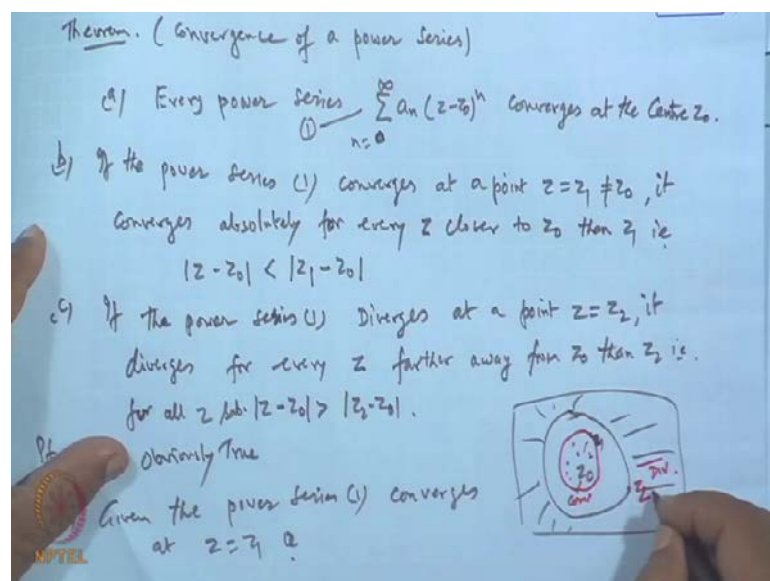 Theorem. (Convergence of a power series)
(a) Every power series ∑_{n=0}^{∞} a_n (z-z_0)^n converges at the Centre z_0.
(1)
b) If the power series (1) converges at a point z = z_1 ≠ z_0, it
converges absolutely for every z closer to z_0 than z_1 ie
|z - z_0| < |z_1 - z_0|
(c) If the power series (1) Diverges at a point z = z_2, it
diverges for every z farther away from z_0 than z_2 ie.
for all z s.t. |z - z_0| > |z_2 - z_0|.
Pf.
obviously True
Given the power series (1) converges
at z = z_1
z_0
Conv
Div.
z_2
NPTEL